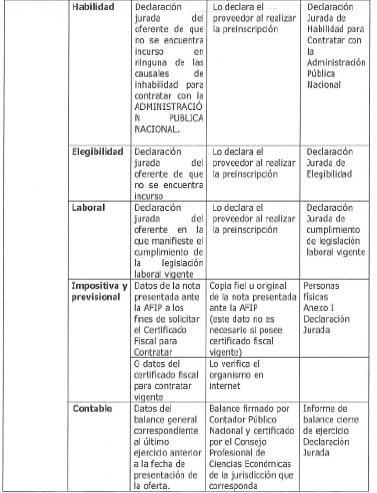 Habilidad
Declaración
jurada del
oferente de que
no se encuentra
incurso en
ninguna de las
causales de
inhabilidad para
contratar con la
ADMINISTRACIÓ
N PUBLICA
NACIONAL.
Lo declara el
proveedor al realizar
la preinscripción
Declaración
Jurada de
Habilidad para
Contratar con
la
Administración
Pública
Nacional
Elegibilidad
Declaración
jurada del
oferente de que
no se encuentra
incurso
Lo declara el
proveedor al realizar
la preinscripción
Declaración
Jurada de
Elegibilidad
Laboral
Declaración
jurada del
oferente en la
que manifieste el
cumplimiento de
la legislación
laboral vigente
Lo declara el
proveedor al realizar
la preinscripción
Declaración
Jurada de
cumplimiento
de legislación
laboral vigente
Impositiva y
previsional
Datos de la nota
presentada ante
la AFIP a los
fines de solicitar
el Certificado
Fiscal para
Contratar
Copia fiel u original
de la nota presentada
ante la AFIP
(este dato no es
necesario si posee
certificado fiscal
vigente)
Personas
físicas
Anexo I
Declaración
Jurada
O datos del
certificado fiscal
para contratar
vigente
Lo verifica el
organismo en
internet
Contable
Datos del
balance general
correspondiente
al último
ejercicio anterior
a la fecha de
presentación de
la oferta.
Balance firmado por
Contador Público
Nacional y certificado
por el Consejo
Profesional de
Ciencias Económicas
de la jurisdicción que
corresponda
Informe de
balance cierre
de ejercicio
Declaración
Jurada